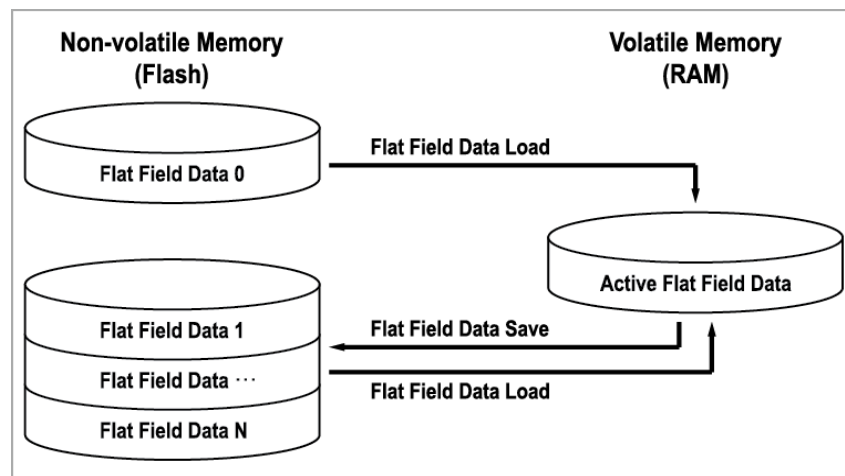 Non-volatile Memory
(Flash)
Volatile Memory
(RAM)
Flat Field Data 0
Flat Field Data Load
Active Flat Field Data
Flat Field Data 1
Flat Field Data Save
Flat Field Data ···
Flat Field Data Load
Flat Field Data N